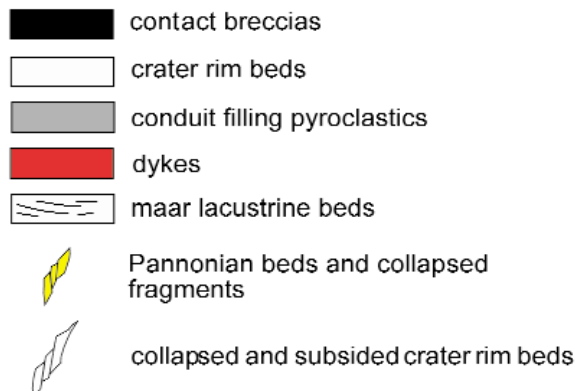 contact breccias
crater rim beds
conduit filling pyroclastics
dykes
maar lacustrine beds
Pannonian beds and collapsed
fragments
collapsed and subsided crater rim beds